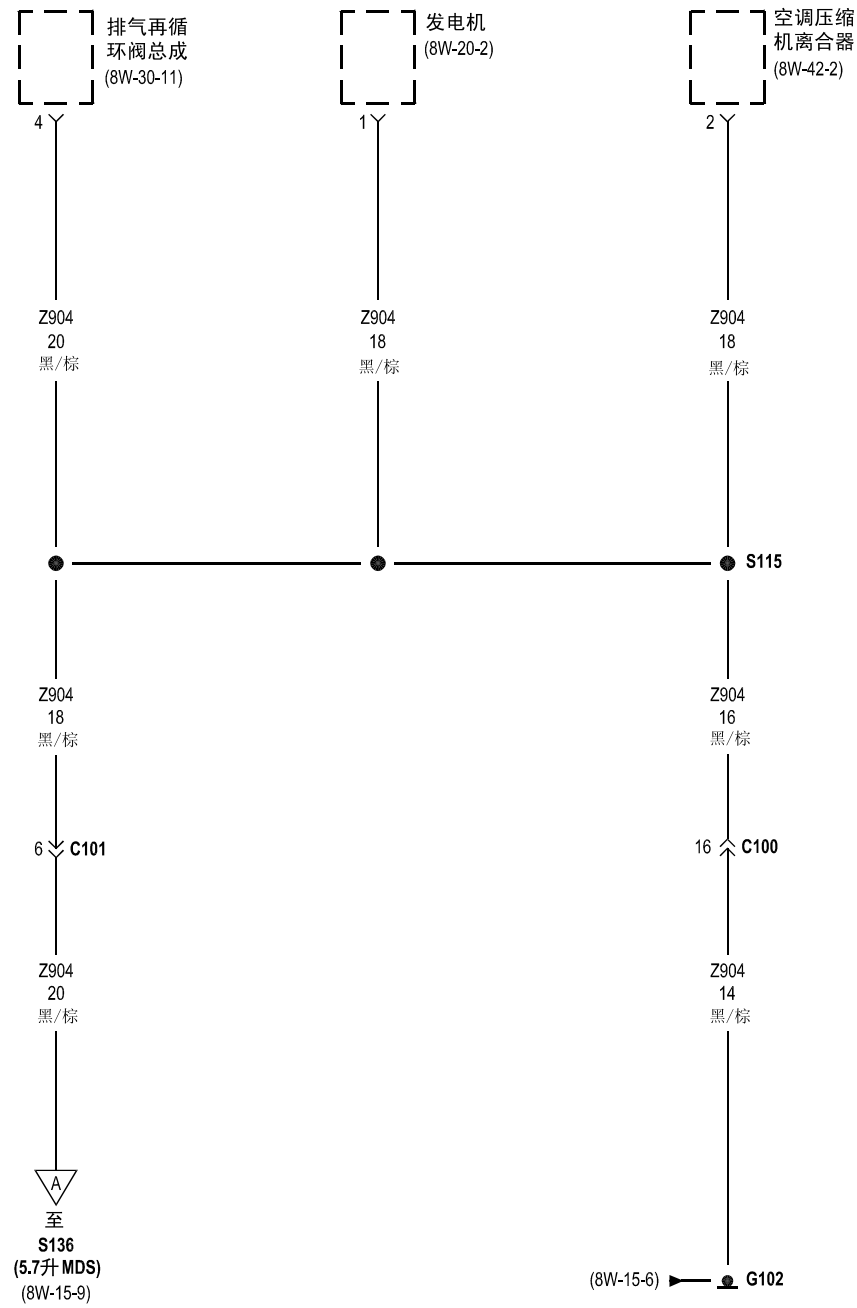 排气再循
环阀总成
(8W-30-11)
发电机
(8W-20-2)
空调压缩
机离合器
(8W-42-2)
4
1
2
Z904
20
黑/棕
Z904
18
黑/棕
Z904
18
黑/棕
S115
Z904
18
黑/棕
Z904
16
黑/棕
6
C101
16
C100
Z904
20
黑/棕
Z904
14
黑/棕
A
至
S136
(5.7升 MDS)
(8W-15-9)
(8W-15-6)
G102